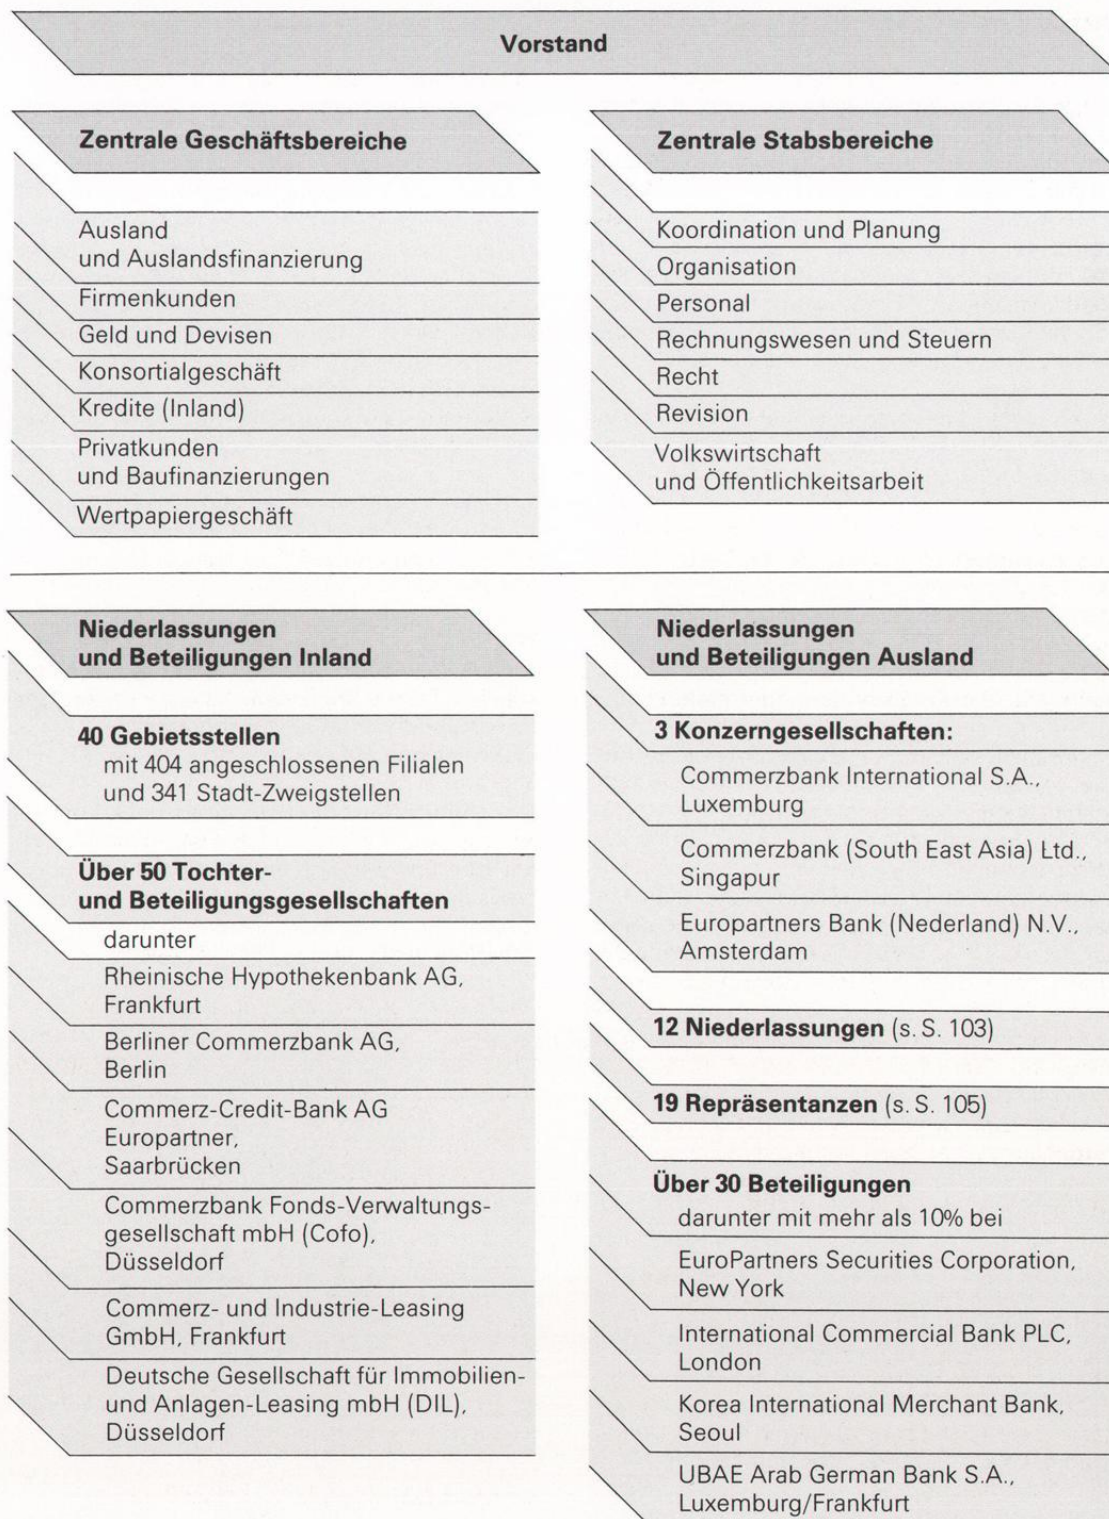 Vorstand
Zentrale Geschäftsbereiche
Ausland
und Auslandsfinanzierung
Firmenkunden
Geld und Devisen
Konsortialgeschäft
Kredite (Inland)
Privatkunden
und Baufinanzierungen
Wertpapiergeschäft
Zentrale Stabsbereiche
Koordination und Planung
Organisation
Personal
Rechnungswesen und Steuern
Recht
Revision
Volkswirtschaft
und Öffentlichkeitsarbeit
Niederlassungen
und Beteiligungen Inland
40 Gebietsstellen
mit 404 angeschlossenen Filialen
und 341 Stadt-Zweigstellen
Über 50 Tochter-
und Beteiligungsgesellschaften
darunter
Rheinische Hypothekenbank AG,
Frankfurt
Berliner Commerzbank AG,
Berlin
Commerz-Credit-Bank AG
Europartner,
Saarbrücken
Commerzbank Fonds-Verwaltungs-
gesellschaft mbH (Cofo),
Düsseldorf
Commerz- und Industrie-Leasing
GmbH, Frankfurt
Deutsche Gesellschaft für Immobilien-
und Anlagen-Leasing mbH (DIL),
Düsseldorf
Niederlassungen
und Beteiligungen Ausland
3 Konzerngesellschaften:
Commerzbank International S.A.,
Luxemburg
Commerzbank (South East Asia) Ltd.,
Singapur
Europartners Bank (Nederland) N.V.,
Amsterdam
12 Niederlassungen (s. S. 103)
19 Repräsentanzen (s. S. 105)
Über 30 Beteiligungen
darunter mit mehr als 10% bei
EuroPartners Securities Corporation,
New York
International Commercial Bank PLC,
London
Korea International Merchant Bank,
Seoul
UBAE Arab German Bank S.A.,
Luxemburg/Frankfurt